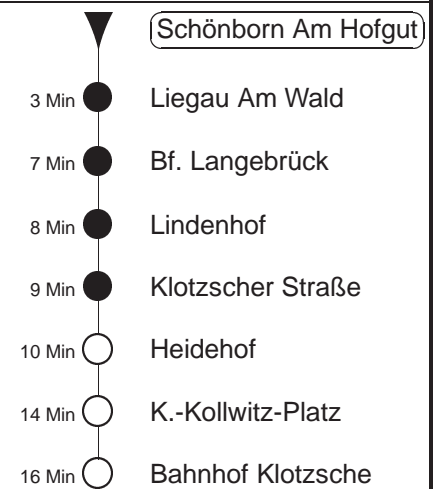 Schönborn Am Hofgut
3 Min Liegau Am Wald
7 Min Bf. Langebrück
8 Min Lindenhof
9 Min Klotzscher Straße
10 Min Heidehof
14 Min K.-Kollwitz-Platz
16 Min Bahnhof Klotzsche